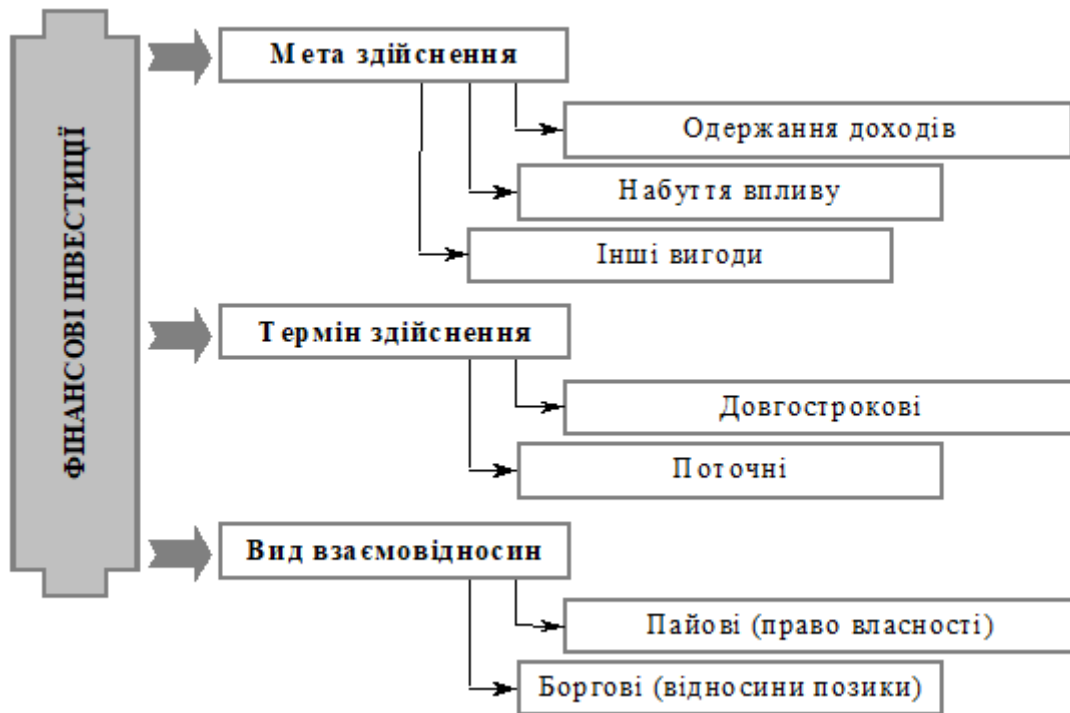 ФІНАНСОВІ ІНВЕСТИЦІЇ
Мета здійснення
Одержання доходів
Набуття впливу
Інші вигоди
Термін здійснення
Довгострокові
Поточні
Вид взаємовідносин
Пайові (право власності)
Боргові (відносини позики)